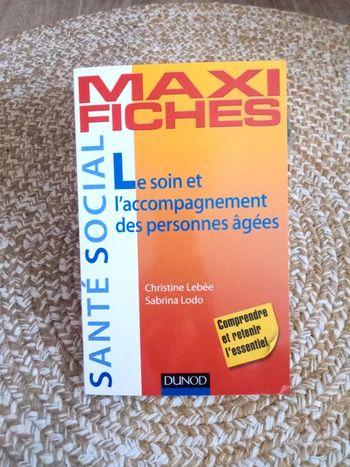 MAXI
FICHES
SANTÉ SOCIAL
Le soin et
l'accompagnement
des personnes âgées
Christine Lebée
Sabrina Lodo
Comprendre
et retenir
l'essentiel
DUNOD